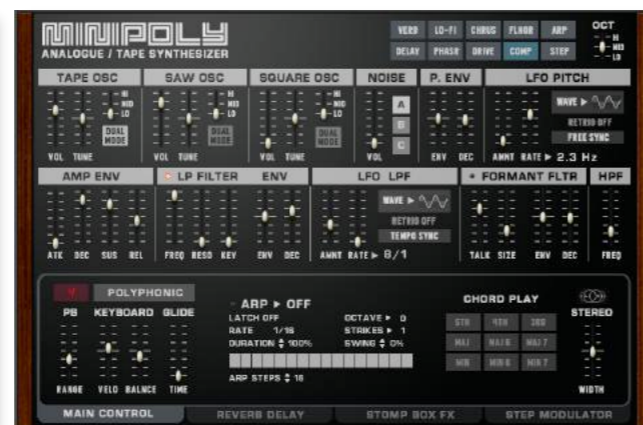 MINIPOLY
ANALOGUE / TAPE SYNTHESIZER
VERB LO-FI CHRUS FLNGR ARP
DELAY PHASR DRIVE COMP STEP
OCT
HI
MID
LO
TAPE OSC SAW OSC SQUARE OSC NOISE P. ENV LFO PITCH
HI
MID
LO
DUAL MODE
VOL TUNE
HI
MID
LO
DUAL MODE
VOL TUNE
HI
MID
LO
DUAL MODE
VOL TUNE
A
B
C
VOL
ENV DEC
WAVE
RETRIG OFF
FREE SYNC
AMNT RATE 2.3 Hz
AMP ENV LP FILTER ENV LFO LPF FORMANT FLTR HPF
ATK DEC SUS REL
FREQ RESO KEY ENV DEC
WAVE
RETRIG OFF
TEMPO SYNC
AMNT RATE 8/1
TALK SIZE ENV DEC
FREQ
4 POLYPHONIC
PB KEYBOARD GLIDE
RANGE VELO BALNCE TIME
ARP OFF
LATCH OFF OCTAVE 0
RATE 1/16 STRIKES 1
DURATION 100% SWING 0%
ARP STEPS 16
CHORD PLAY
5TH 4TH 3RD
MAJ MAJ 6 MAJ 7
MIN MIN 6 MIN 7
STEREO
WIDTH
MAIN CONTROL REVERB DELAY STOMP BOX FX STEP MODULATOR